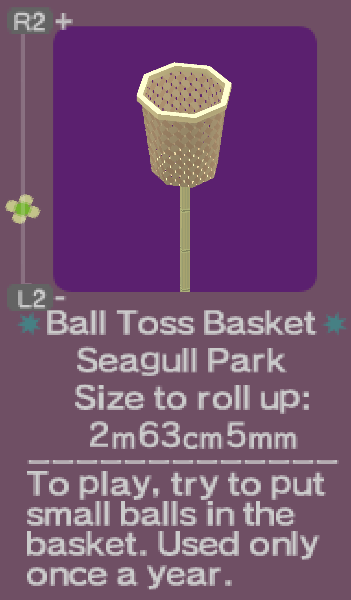 R2 +
L2 -
Ball Toss Basket
Seagull Park
Size to roll up:
2m63cm5mm
To play, try to put
small balls in the
basket. Used only
once a year.